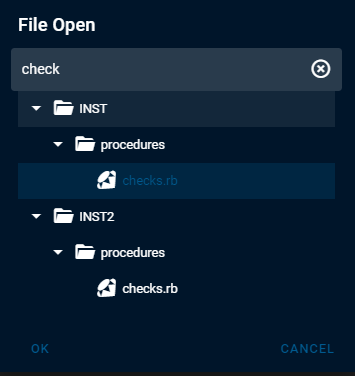 File Open
check
INST
procedures
checks.rb
INST2
procedures
checks.rb
OK CANCEL